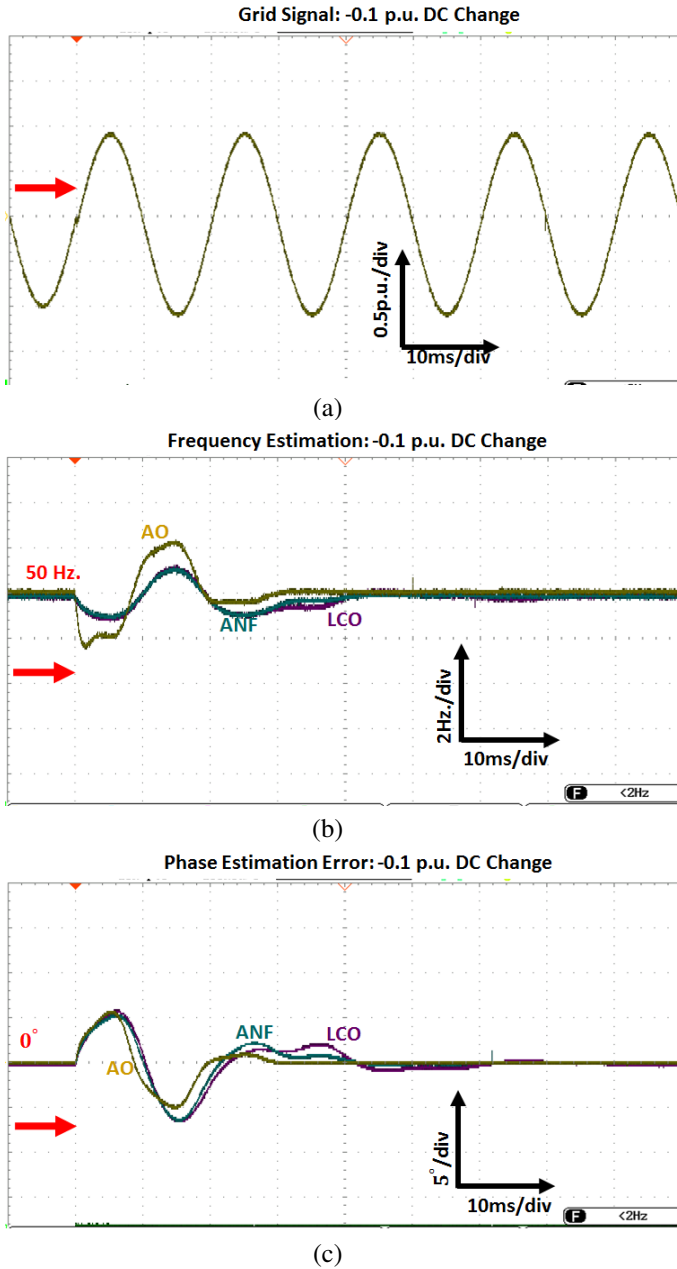 Grid Signal: -0.1 p.u. DC Change
0.5p.u./div
10ms/div
(a)
Frequency Estimation: -0.1 p.u. DC Change
AO
50 Hz.
ANF
LCO
2Hz./div
10ms/div
F <2Hz
(b)
Phase Estimation Error: -0.1 p.u. DC Change
0°
ANF
LCO
AO
5°/div
10ms/div
F <2Hz
(c)